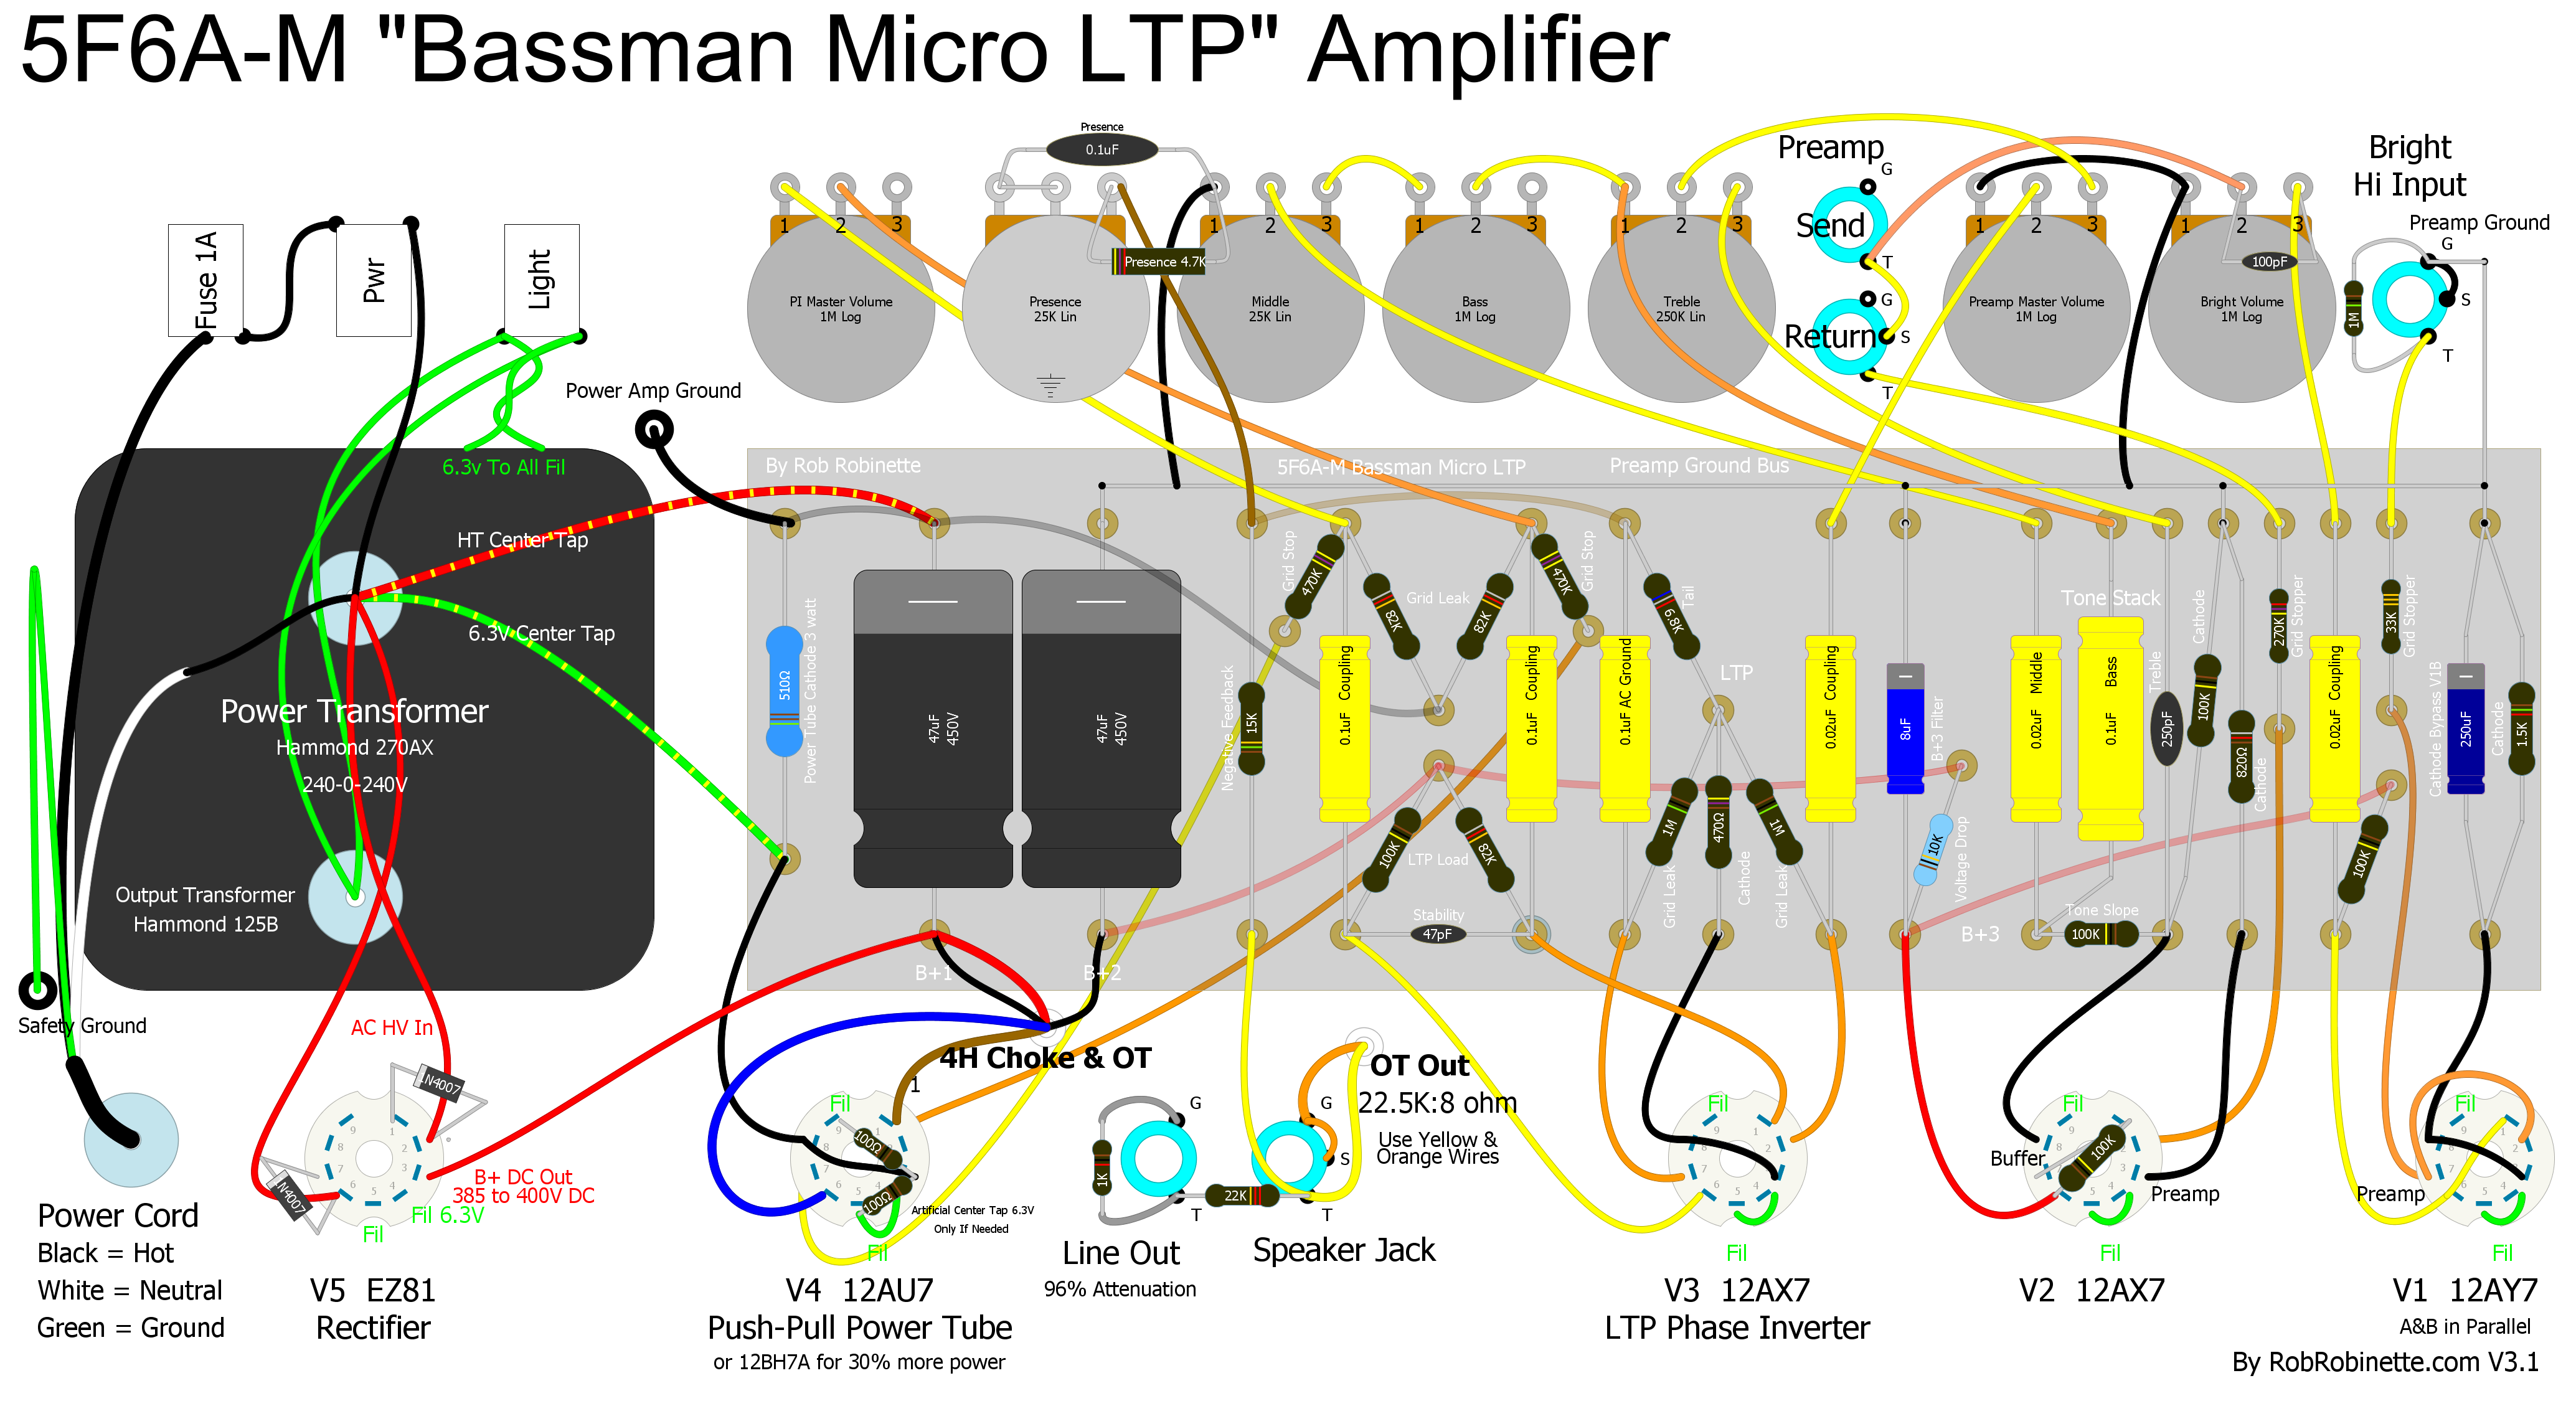 5F6A-M "Bassman Micro LTP" Amplifier
Presence
0.1uF
Preamp
G
Send
T
G
Return
S
T
Bright
Hi Input
Preamp Ground
G
S
T
1M
Fuse 1A
Pwr
Light
1 2 3
PI Master Volume
1M Log
Presence 4.7K
Presence
25K Lin
1 2 3
Middle
25K Lin
1 2 3
Bass
1M Log
1 2 3
Treble
250K Lin
1 2 3
Preamp Master Volume
1M Log
1 2 3
100pF
Bright Volume
1M Log
Power Amp Ground
6.3v To All Fil
HT Center Tap
6.3V Center Tap
Power Transformer
Hammond 270AX
240-0-240V
Output Transformer
Hammond 125B
Safety Ground
By Rob Robinette
5F6A-M Bassman Micro LTP
Preamp Ground Bus
510Ω
Power Tube Cathode 3 watt
47uF
450V
47uF
450V
Negative Feedback
15K
Grid Stop
470K
82K
Grid Leak
82K
470K
Grid Stop
0.1uF Coupling
0.1uF Coupling
0.1uF AC Ground
6.8K
Tail
LTP
100K
LTP Load
82K
Stability
47pF
1M
Grid Leak
470Ω
Cathode
1M
Grid Leak
0.02uF Coupling
8uF
B+3 Filter
10K
Voltage Drop
B+3
Tone Stack
0.02uF Middle
0.1uF Bass
Treble
250pF
Tone Slope
100K
Cathode
100K
820Ω
Cathode
270K
Grid Stopper
0.02uF Coupling
33K
Grid Stopper
100K
Cathode Bypass V1B
250uF
Cathode
1.5K
B+1
B+2
AC HV In
1N4007
1N4007
B+ DC Out
385 to 400V DC
Fil 6.3V
Fil
4H Choke & OT
1
Fil
100Ω
100Ω
Artificial Center Tap 6.3V
Only If Needed
Fil
G
1K
T
22K
Line Out
96% Attenuation
OT Out
22.5K:8 ohm
Use Yellow &
Orange Wires
G
S
T
Speaker Jack
Fil
Fil
Fil
Buffer
100K
Preamp
Fil
Fil
Preamp
Fil
Power Cord
Black = Hot
White = Neutral
Green = Ground
V5 EZ81
Rectifier
V4 12AU7
Push-Pull Power Tube
or 12BH7A for 30% more power
V3 12AX7
LTP Phase Inverter
V2 12AX7
V1 12AY7
A&B in Parallel
By RobRobinette.com V3.1